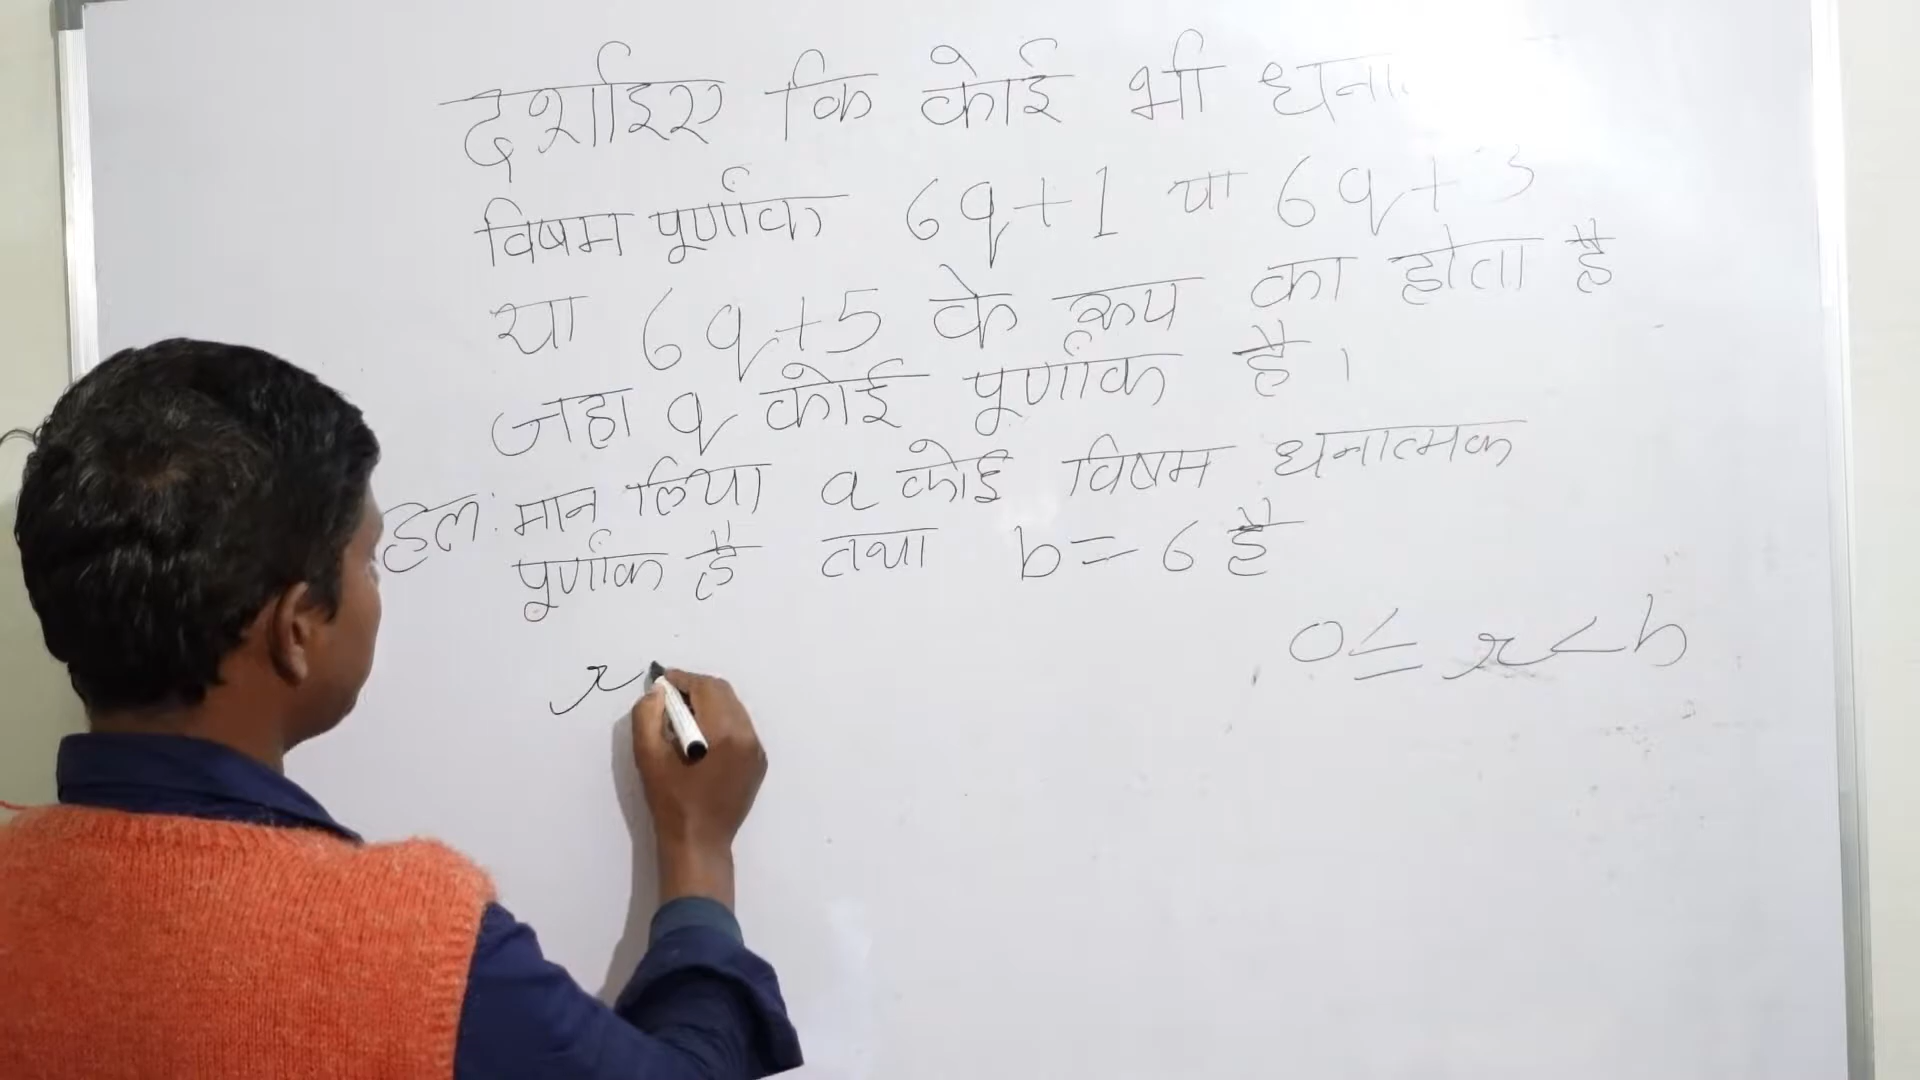 दर्शाइए कि कोई भी धना
विषम पूर्णांक 6q+1 या 6q+3
या 6q+5 के रूप का होता है
जहा q कोई पूर्णांक है।
हल: मान लिया a कोई विषम धनात्मक
पूर्णांक है तथा b=6 है
0≤ r<b
r